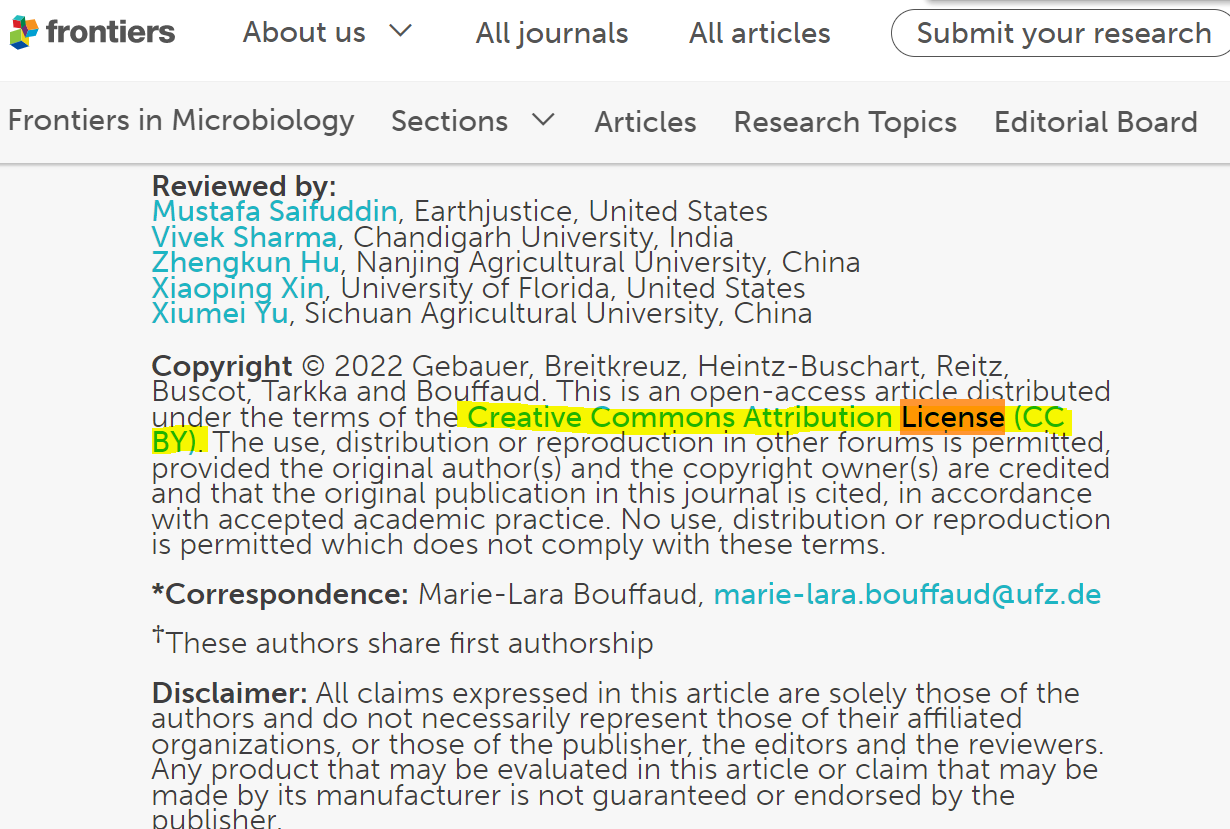 frontiers About us All journals All articles Submit your research
Frontiers in Microbiology Sections Articles Research Topics Editorial Board
Reviewed by:
Mustafa Saifuddin, Earthjustice, United States
Vivek Sharma, Chandigarh University, India
Zhengkun Hu, Nanjing Agricultural University, China
Xiaoping Xin, University of Florida, United States
Xiumei Yu, Sichuan Agricultural University, China
Copyright © 2022 Gebauer, Breitkreuz, Heintz-Buschart, Reitz,
Buscot, Tarkka and Bouffaud. This is an open-access article distributed
under the terms of the Creative Commons Attribution License (CC
BY). The use, distribution or reproduction in other forums is permitted,
provided the original author(s) and the copyright owner(s) are credited
and that the original publication in this journal is cited, in accordance
with accepted academic practice. No use, distribution or reproduction
is permitted which does not comply with these terms.
*Correspondence: Marie-Lara Bouffaud, marie-lara.bouffaud@ufz.de
†These authors share first authorship
Disclaimer: All claims expressed in this article are solely those of the
authors and do not necessarily represent those of their affiliated
organizations, or those of the publisher, the editors and the reviewers.
Any product that may be evaluated in this article or claim that may be
made by its manufacturer is not guaranteed or endorsed by the
publisher.